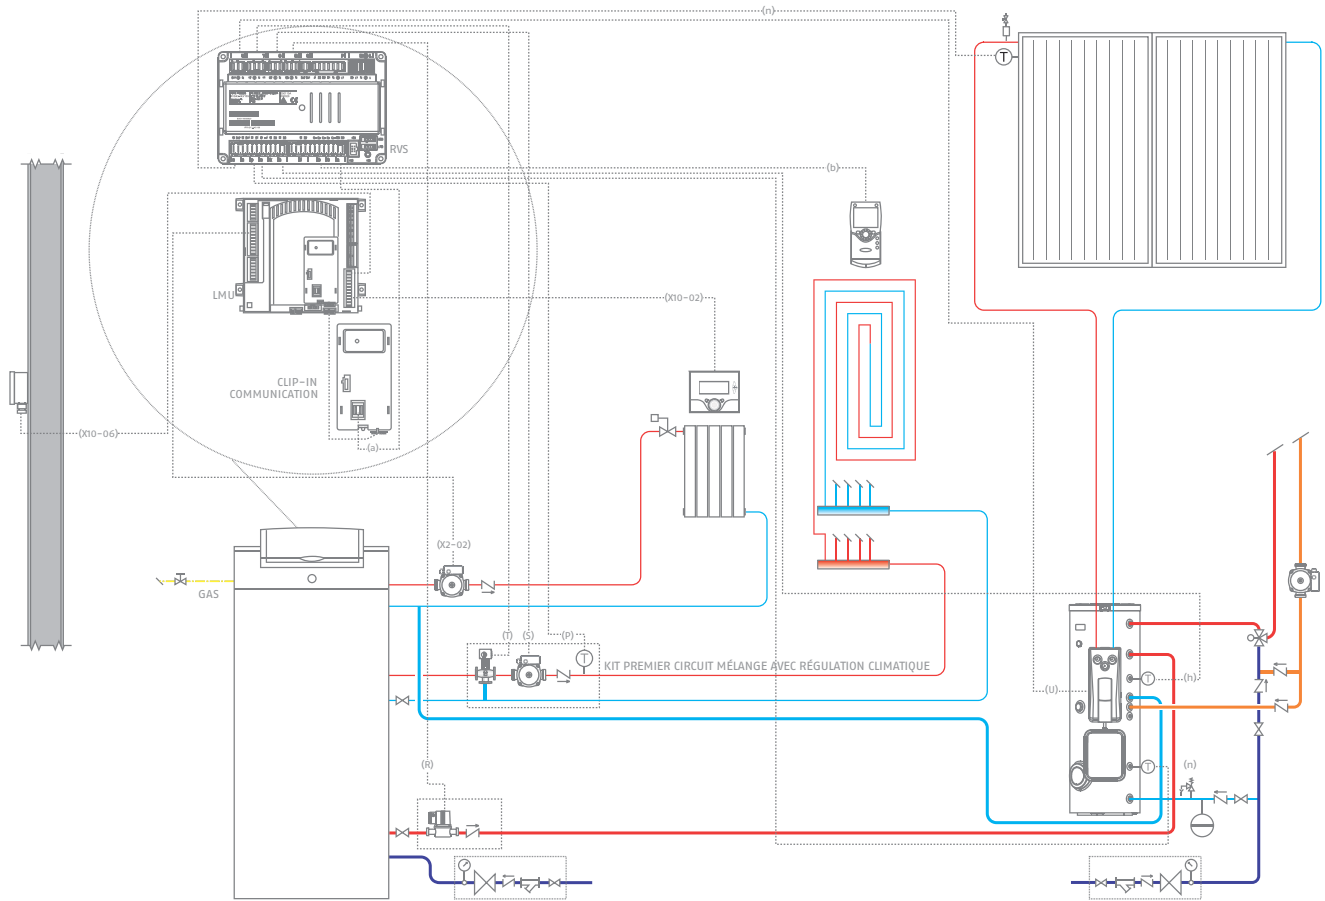 (n)
T
RVS
(b)
LMU
(X10-02)
CLIP-IN
COMMUNICATION
(X10-06)
(a)
(X2-02)
GAS
(T)
(S)
(P)
T
KIT PREMIER CIRCUIT MÉLANGE AVEC RÉGULATION CLIMATIQUE
(U)
T
(h)
(R)
T
(n)